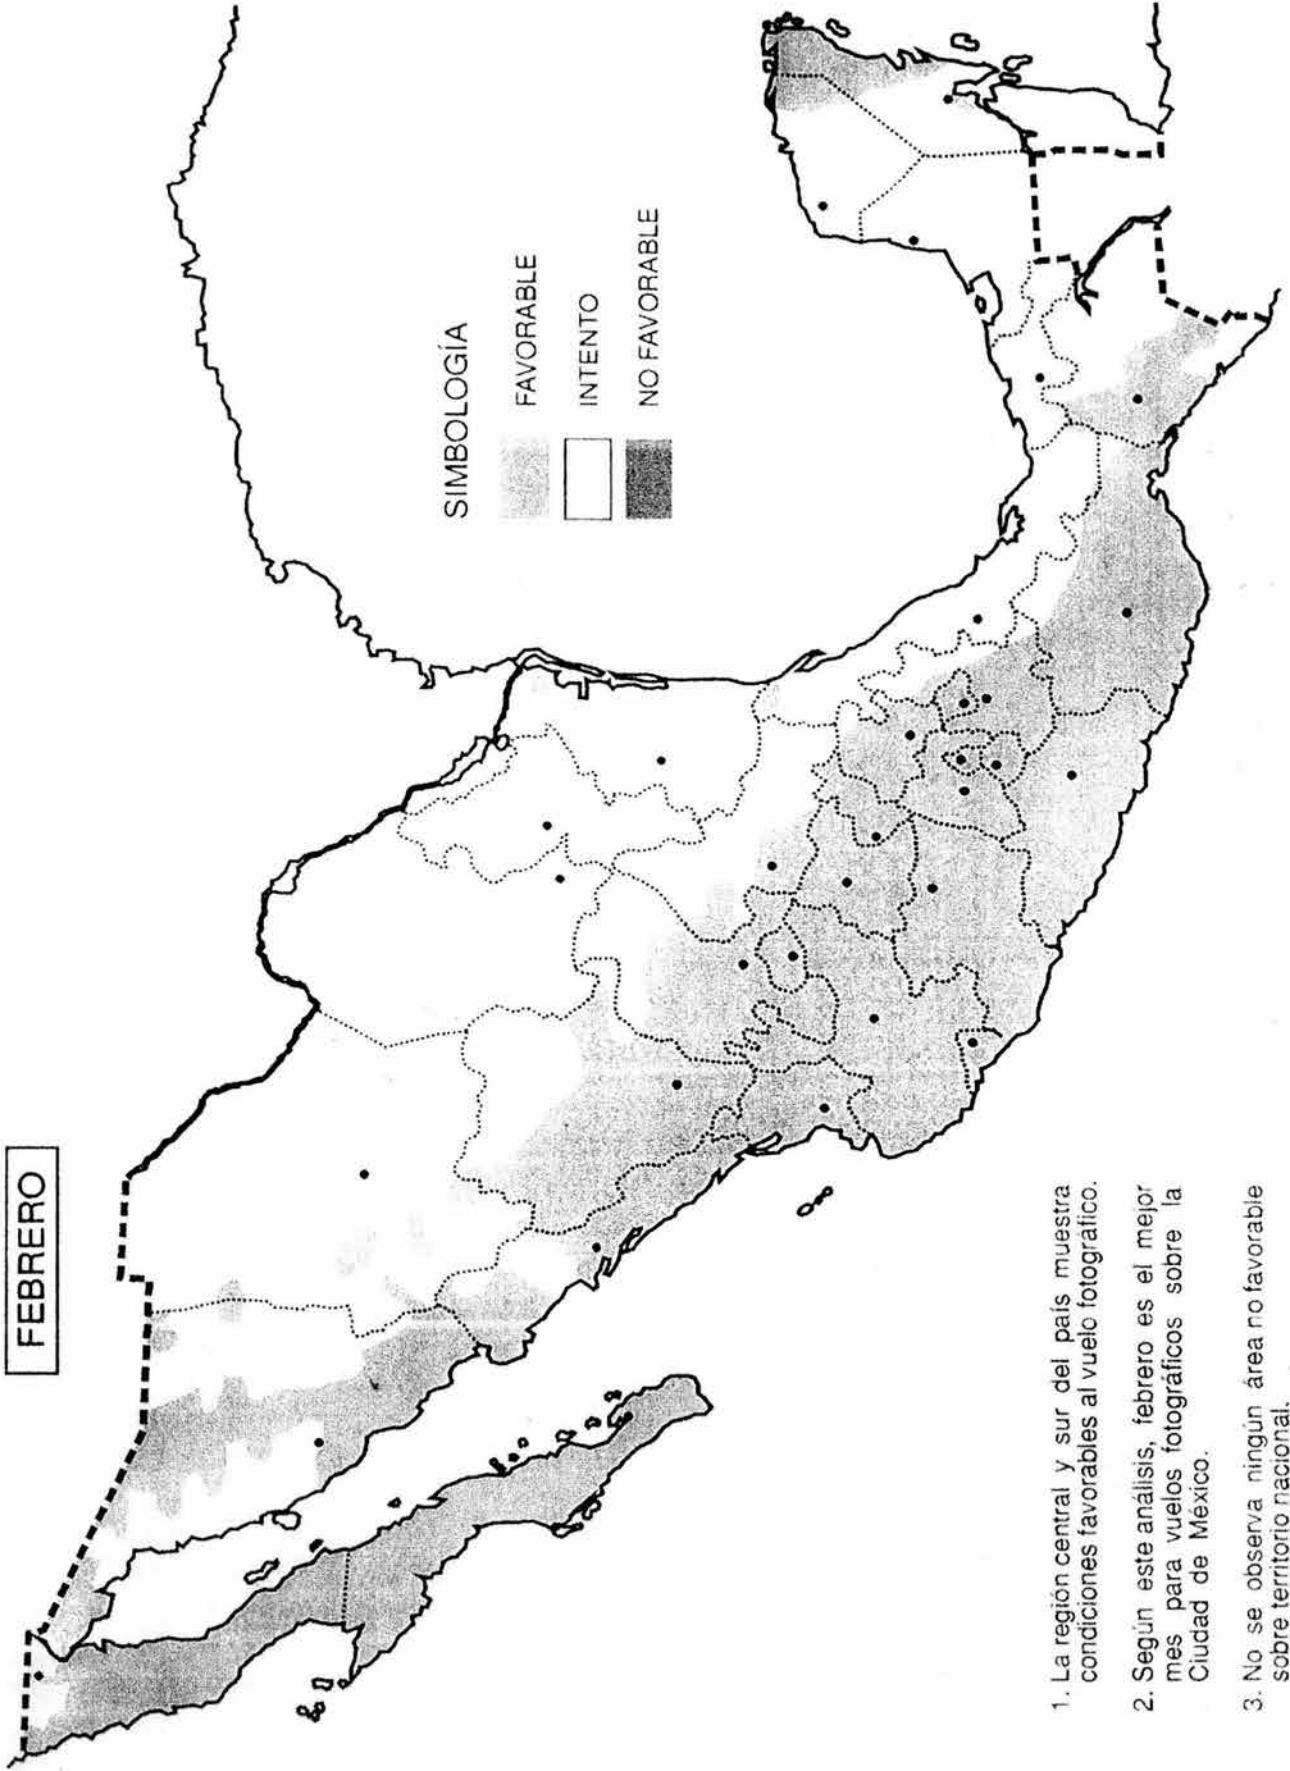 FEBRERO
SIMBOLOGÍA
FAVORABLE
INTENTO
NO FAVORABLE
1. La región central y sur del país muestra
condiciones favorables al vuelo fotográfico.
2. Según este análisis, febrero es el mejor
mes para vuelos fotográficos sobre la
Ciudad de México.
3. No se observa ningún área no favorable
sobre territorio nacional.